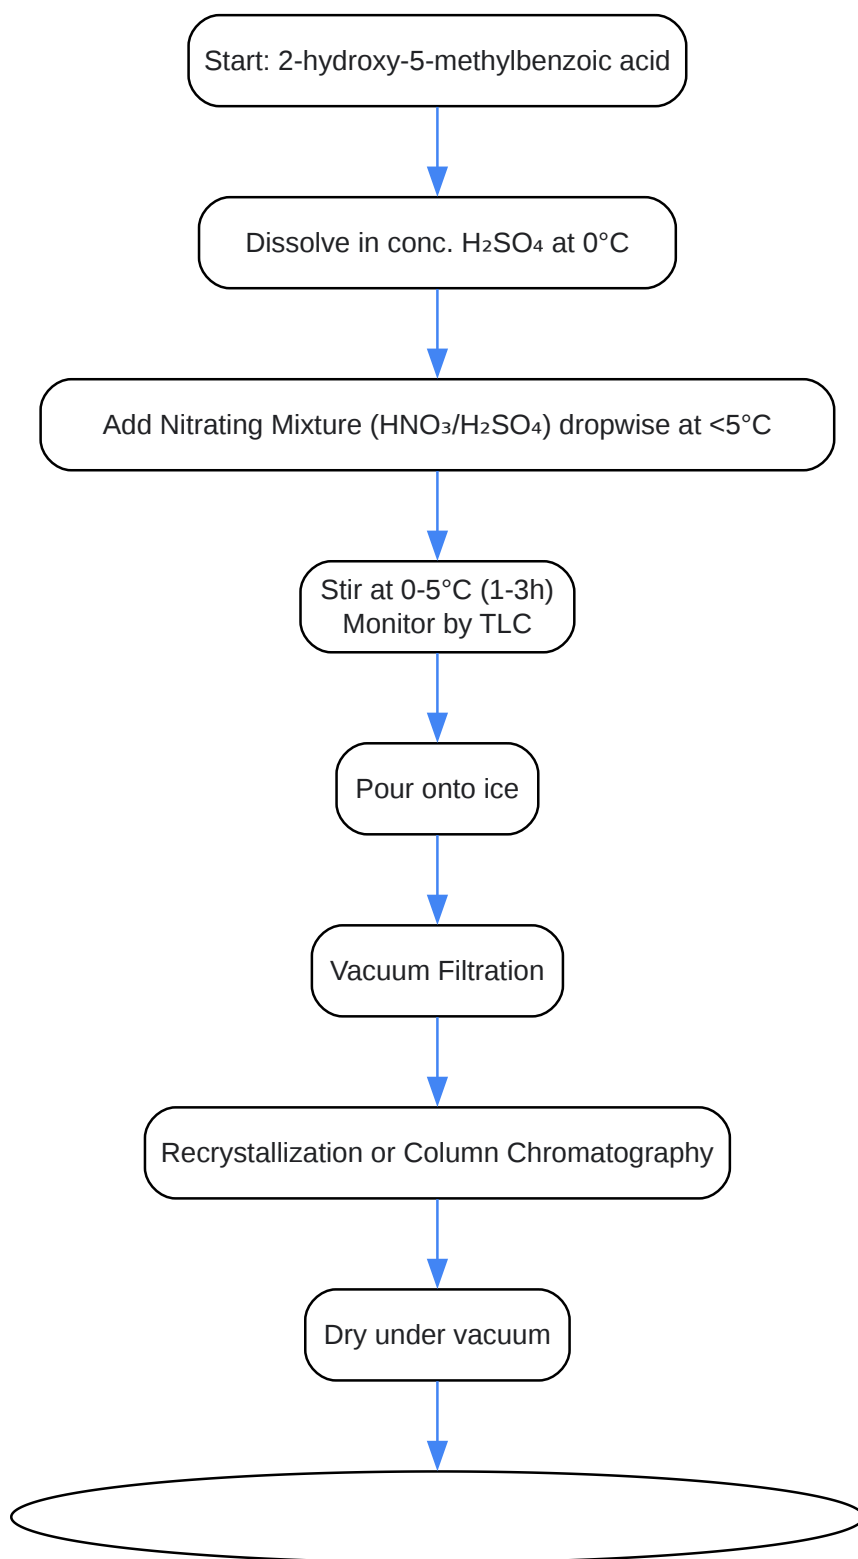 Start: 2-hydroxy-5-methylbenzoic acid
Dissolve in conc. H₂SO₄ at 0°C
Add Nitrating Mixture (HNO₃/H₂SO₄) dropwise at <5°C
Stir at 0-5°C (1-3h)
Monitor by TLC
Pour onto ice
Vacuum Filtration
Recrystallization or Column Chromatography
Dry under vacuum